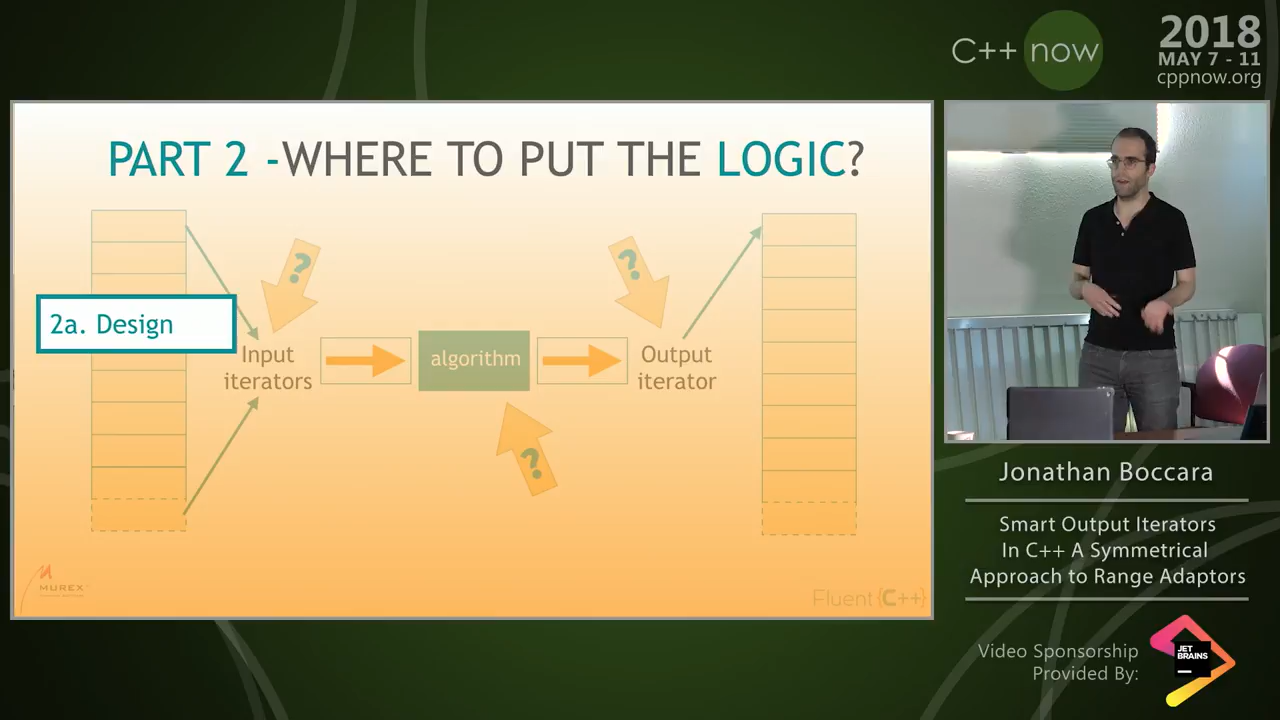 C++ now
2018
MAY 7 - 11
cppnow.org
PART 2 -WHERE TO PUT THE LOGIC?
?
?
2a. Design
Input
iterators
algorithm
Output
iterator
?
MUREX
Fluent {C++}
Jonathan Boccara
Smart Output Iterators
In C++ A Symmetrical
Approach to Range Adaptors
Video Sponsorship
Provided By:
JET
BRAINS